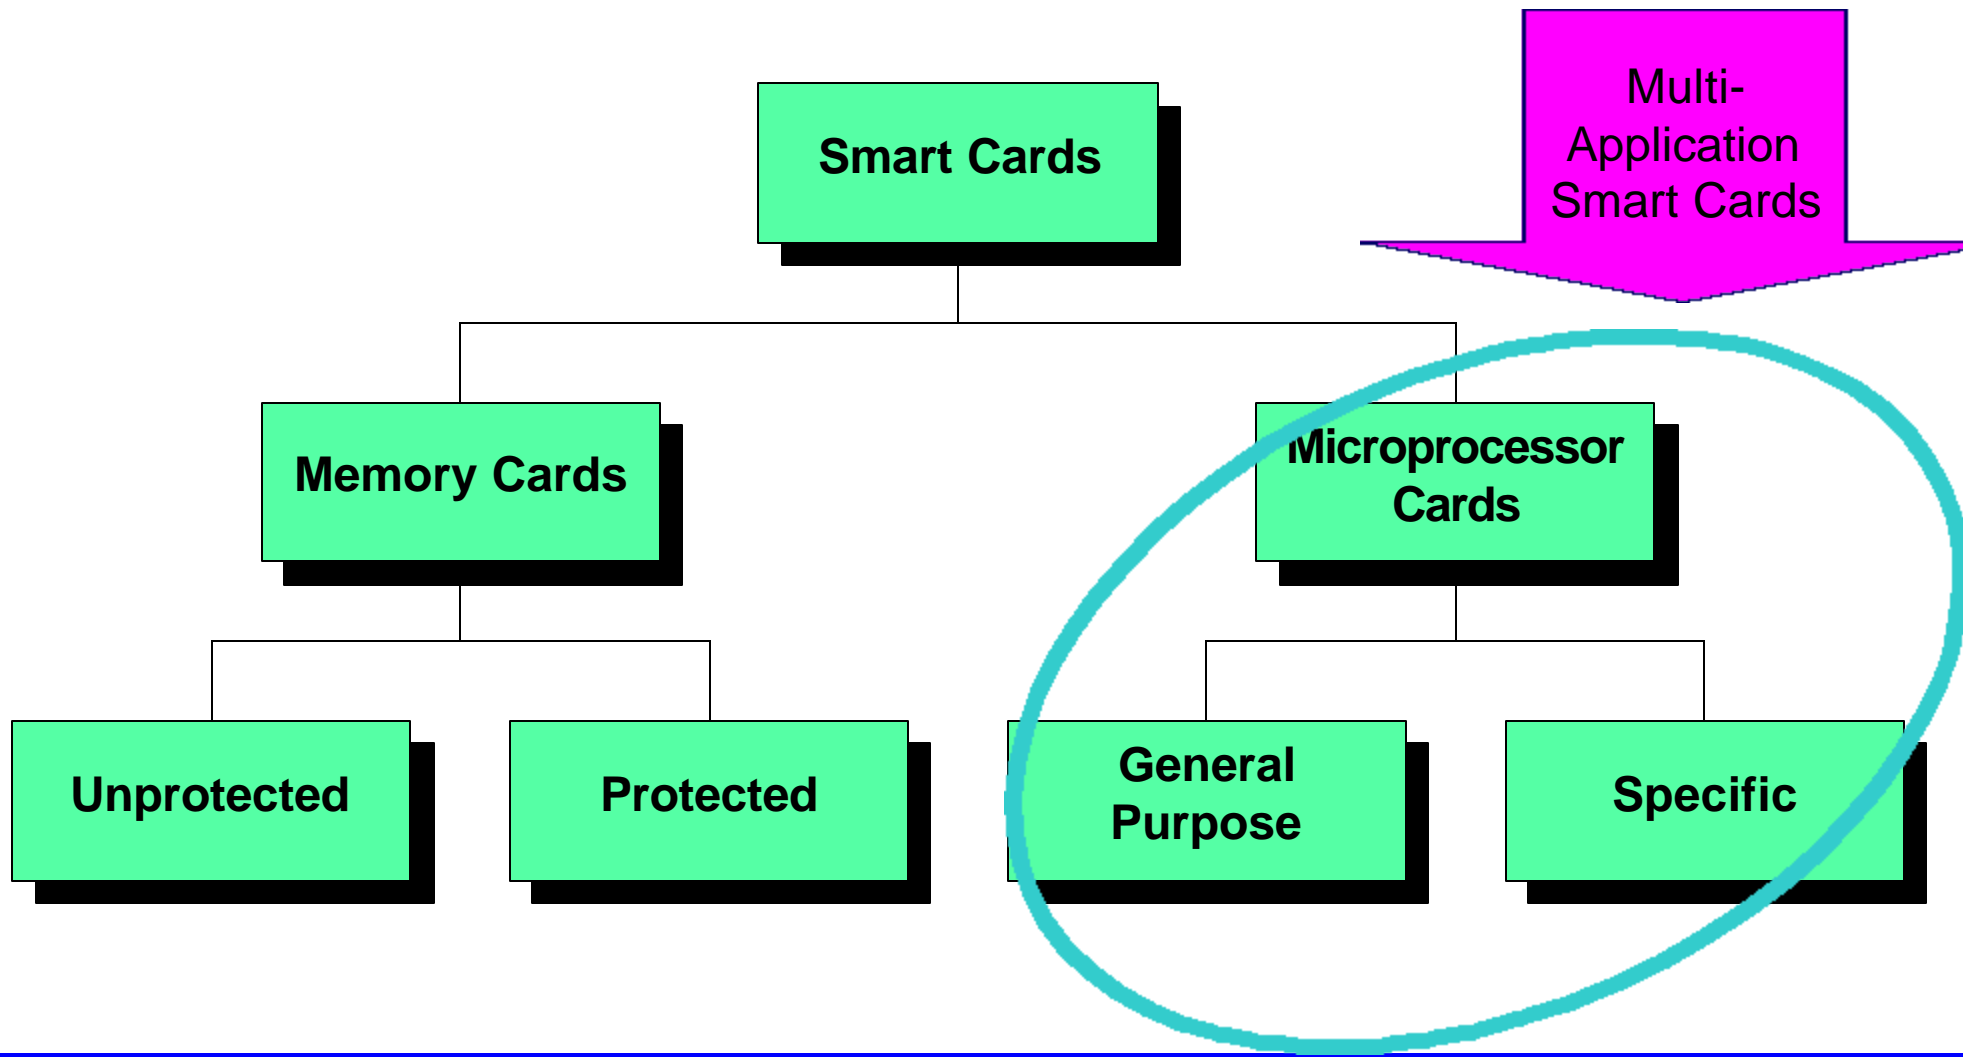 Multi-
Application
Smart Cards
Smart Cards
Memory Cards
Microprocessor
Cards
Unprotected
Protected
General
Purpose
Specific